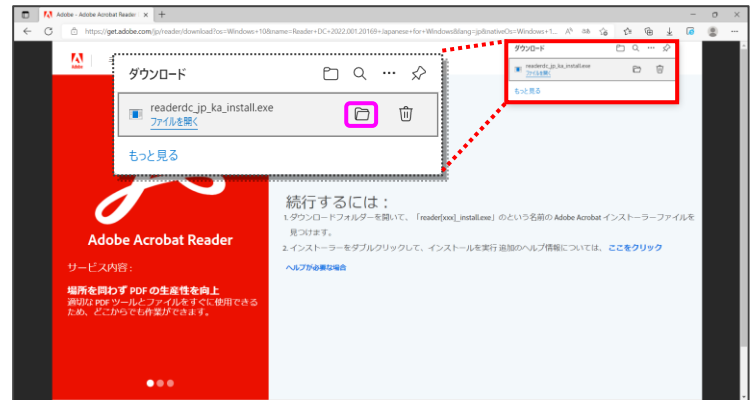 Adobe - Adobe Acrobat Reader
https://get.adobe.com/jp/reader/download?os=Windows+10&name=Reader+DC+2022.001.20169+Japanese+for+Windows&lang=jp&nativeOs=Windows+1...
ダウンロード
readerdc_jp_ka_install.exe
ファイルを開く
もっと見る
ダウンロード
readerdc_jp_ka_install.exe
ファイルを開く
もっと見る
Adobe Acrobat Reader
サービス内容:
場所を問わず PDF の生産性を向上
適切な PDF ツールとファイルをすぐに使用できる
ため、どこからでも作業ができます。
続行するには:
1. ダウンロードフォルダーを開いて、「reader[xxx]_install.exe」のという名前の Adobe Acrobat インストーラーファイルを
見つけます。
2. インストーラーをダブルクリックして、インストールを実行 追加のヘルプ情報については、ここをクリック
ヘルプが必要な場合